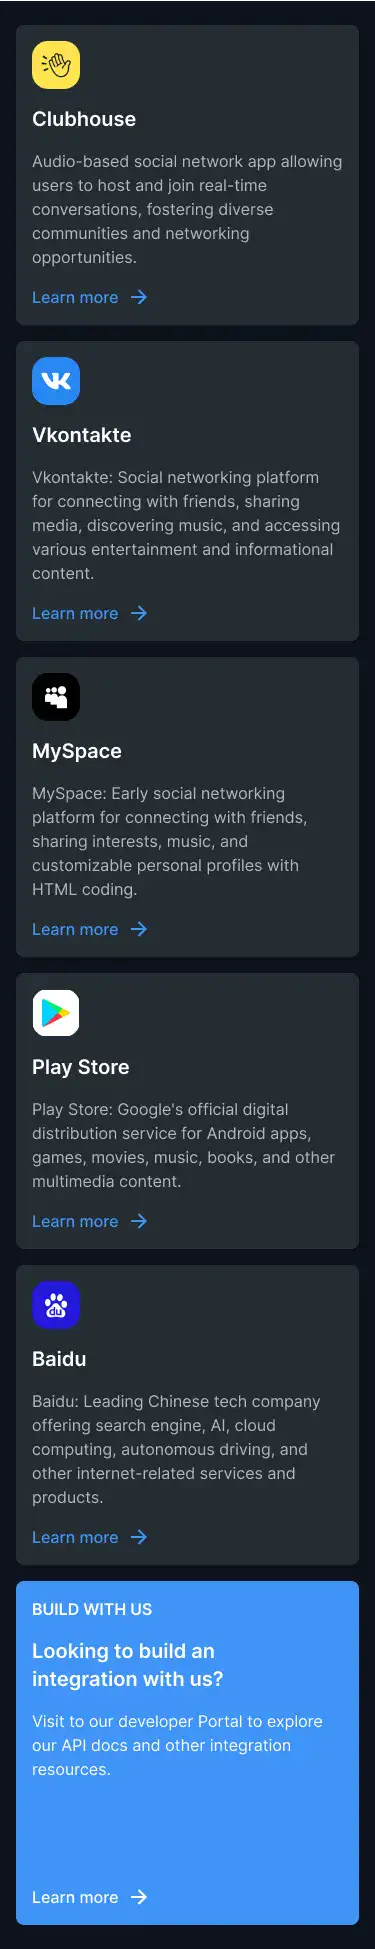 Clubhouse
Audio-based social network app allowing
users to host and join real-time
conversations, fostering diverse
communities and networking
opportunities.
Learn more
Vkontakte
Vkontakte: Social networking platform
for connecting with friends, sharing
media, discovering music, and accessing
various entertainment and informational
content.
Learn more
MySpace
MySpace: Early social networking
platform for connecting with friends,
sharing interests, music, and
customizable personal profiles with
HTML coding.
Learn more
Play Store
Play Store: Google's official digital
distribution service for Android apps,
games, movies, music, books, and other
multimedia content.
Learn more
du
Baidu
Baidu: Leading Chinese tech company
offering search engine, AI, cloud
computing, autonomous driving, and
other internet-related services and
products.
Learn more
BUILD WITH US
Looking to build an
integration with us?
Visit to our developer Portal to explore
our API docs and other integration
resources.
Learn more